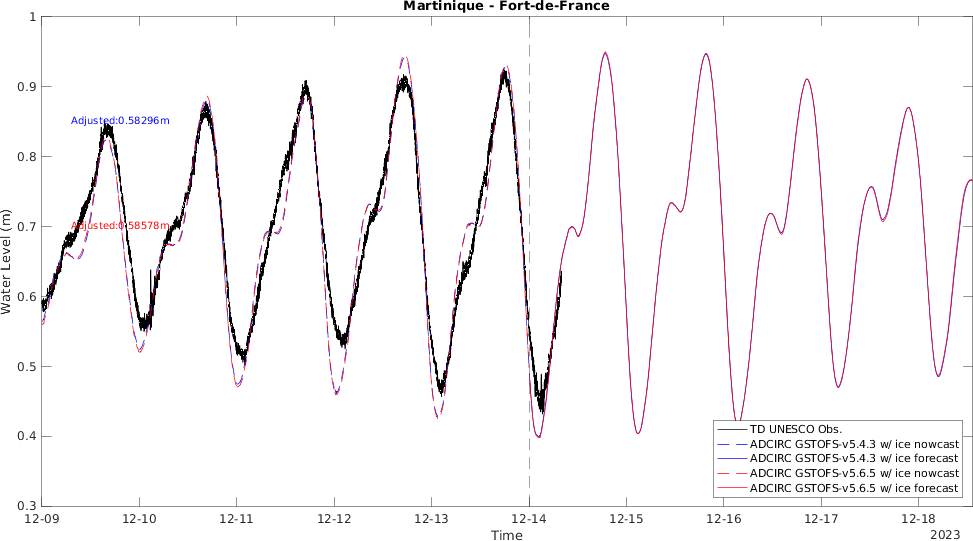 Martinique - Fort-de-France
1
0.9
0.8
0.7
0.6
0.5
0.4
0.3
Water Level (m)
Adjusted:0.58296m
Adjusted:0.58578m
TD UNESCO Obs.
ADCIRC GSTOFS-v5.4.3 w/ ice nowcast
ADCIRC GSTOFS-v5.4.3 w/ ice forecast
ADCIRC GSTOFS-v5.6.5 w/ ice nowcast
ADCIRC GSTOFS-v5.6.5 w/ ice forecast
12-09 12-10 12-11 12-12 12-13 12-14 12-15 12-16 12-17 12-18
Time
2023